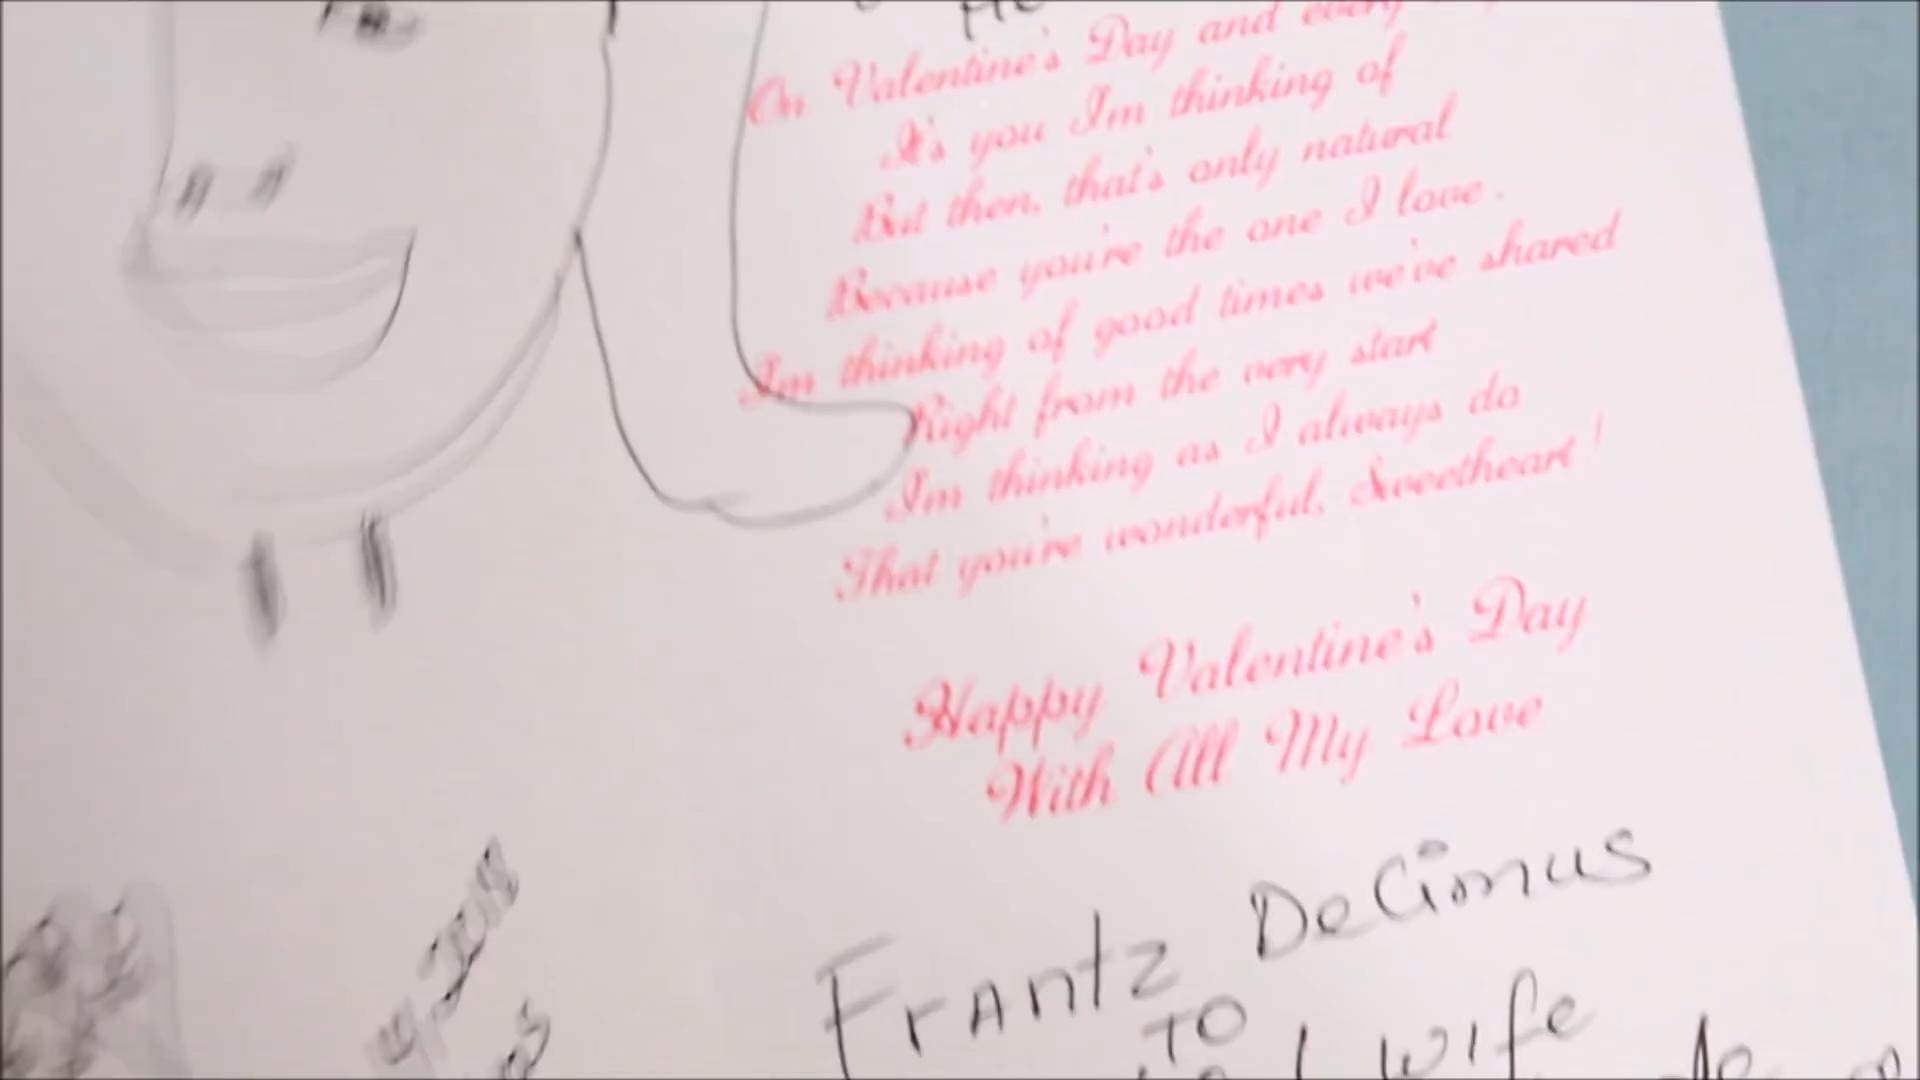 On Valentine's Day and every
It's you I'm thinking of
But then, that's only natural
Because you're the one I love.
I'm thinking of good times we've shared
Right from the very start
I'm thinking as I always do
That you're wonderful, Sweetheart!
Happy Valentine's Day
With All My Love
Frantz Decimus
TO
wife